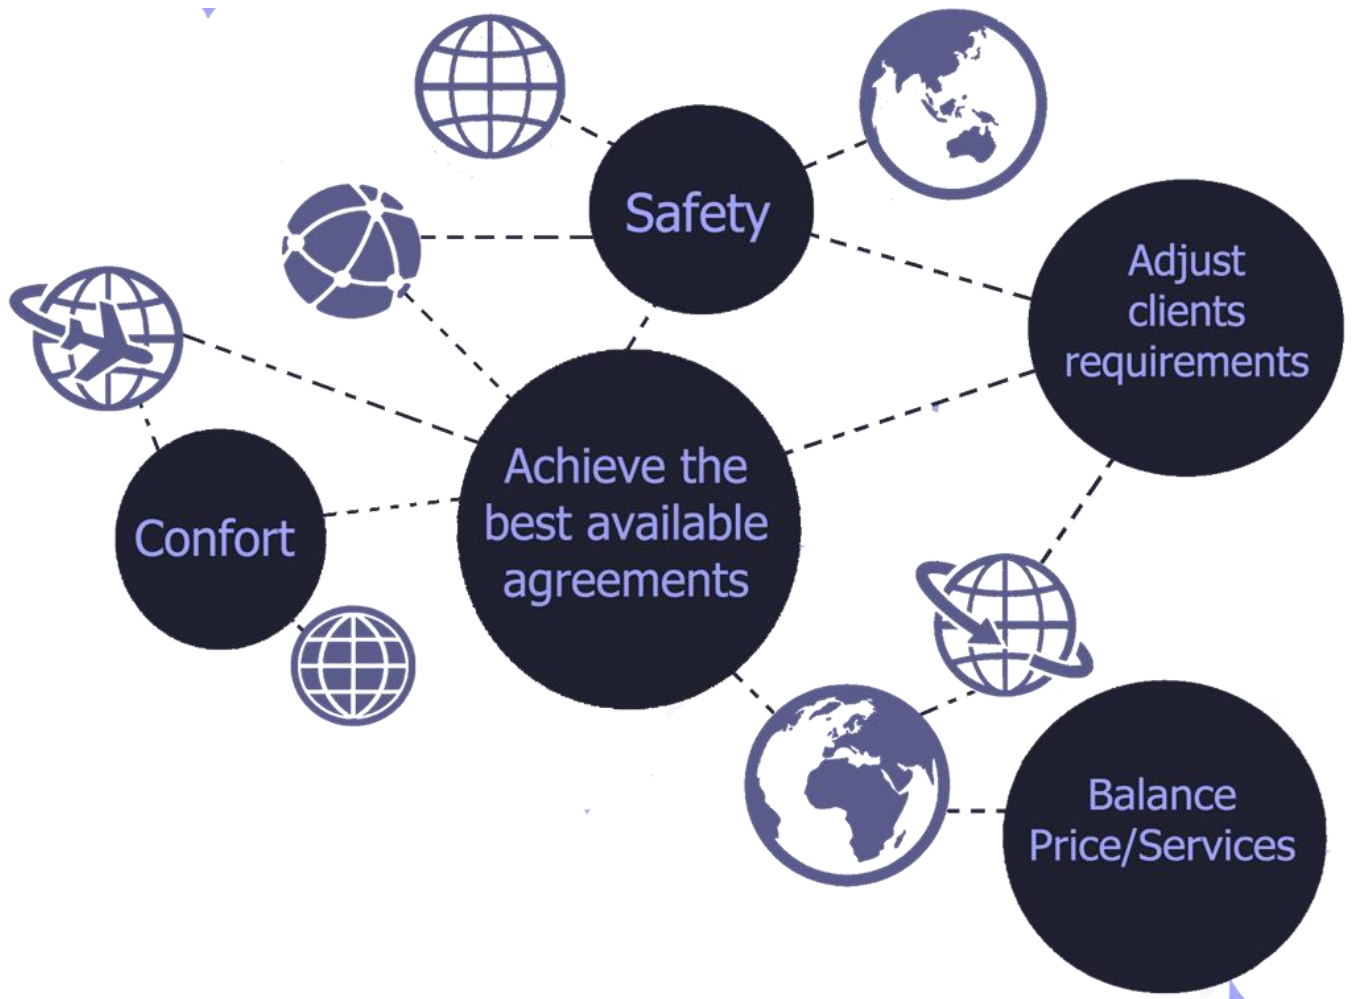 Safety
Adjust
clients
requirements
Achieve the
best available
agreements
Confort
Balance
Price/Services